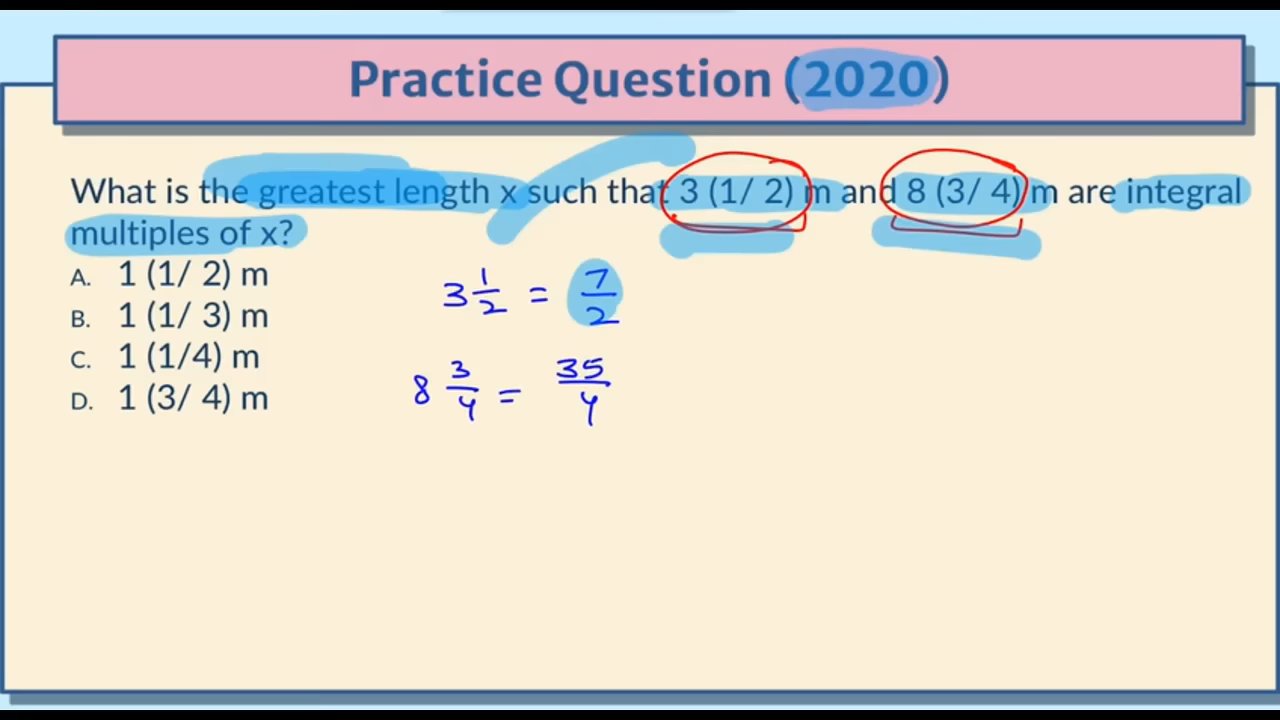 Practice Question (2020)
What is the greatest length x such that 3 (1/ 2) m and 8 (3/ 4) m are integral
multiples of x?
A. 1 (1/ 2) m
B. 1 (1/ 3) m
C. 1 (1/4) m
D. 1 (3/ 4) m
3 1/2 = 7/2
8 3/4 = 35/4